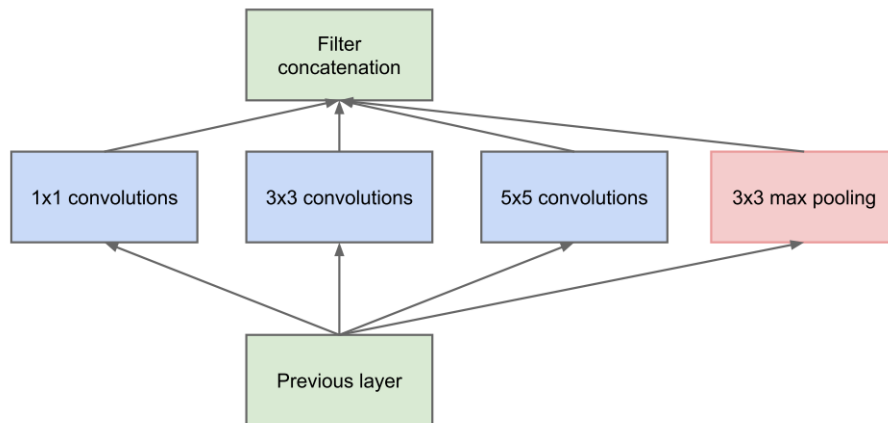 Filter
concatenation
1x1 convolutions
3x3 convolutions
5x5 convolutions
3x3 max pooling
Previous layer